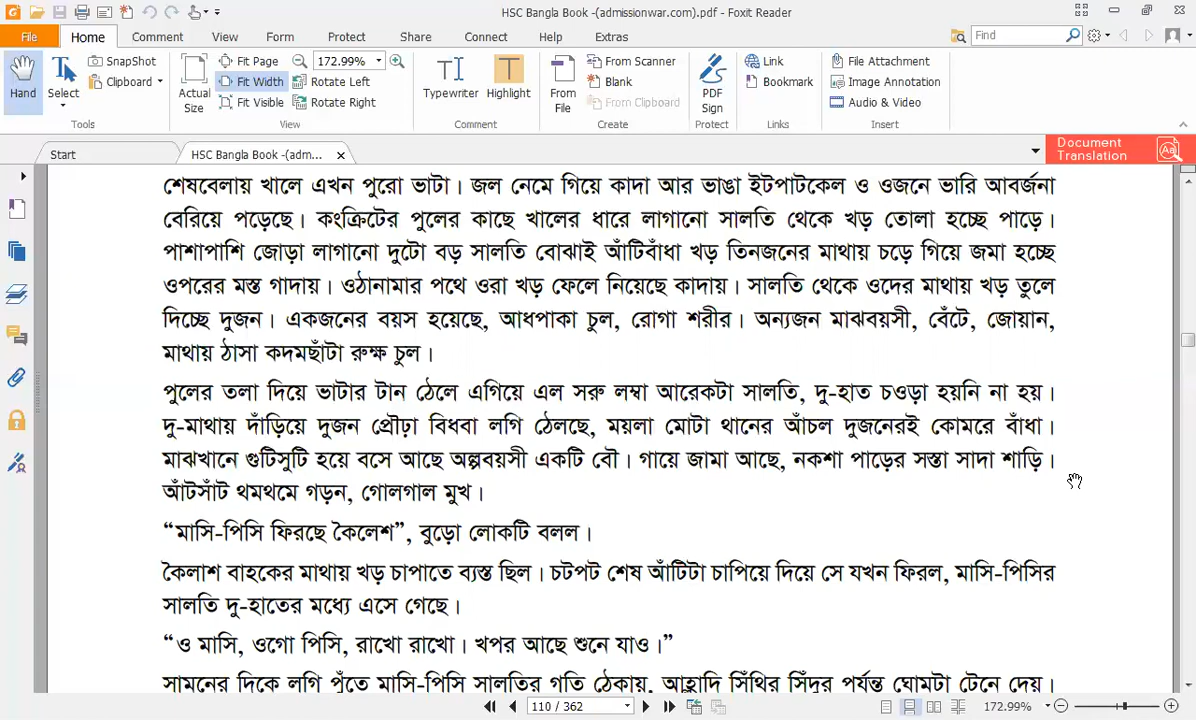 HSC Bangla Book -(admissionwar.com).pdf - Foxit Reader
File Home Comment View Form Protect Share Connect Help Extras Find
Hand Select SnapShot Clipboard Actual Size Fit Page Fit Width Fit Visible 172.99% Rotate Left Rotate Right Typewriter Highlight From File From Scanner Blank From Clipboard PDF Sign Link Bookmark File Attachment Image Annotation Audio & Video
Tools View Comment Create Protect Links Insert
Start HSC Bangla Book -(adm... Document Translation
শেষবেলায় খালে এখন পুরো ভাটা। জল নেমে গিয়ে কাদা আর ভাঙা ইটপাটকেল ও ওজনে ভারি আবর্জনা
বেরিয়ে পড়েছে। কংক্রিটের পুলের কাছে খালের ধারে লাগানো সালতি থেকে খড় তোলা হচ্ছে পাড়ে।
পাশাপাশি জোড়া লাগানো দুটো বড় সালতি বোঝাই আঁটিবাঁধা খড় তিনজনের মাথায় চড়ে গিয়ে জমা হচ্ছে
ওপরের মস্ত গাদায়। ওঠানামার পথে ওরা খড় ফেলে নিয়েছে কাদায়। সালতি থেকে ওদের মাথায় খড় তুলে
দিচ্ছে দুজন। একজনের বয়স হয়েছে, আধপাকা চুল, রোগা শরীর। অন্যজন মাঝবয়সী, বেঁটে, জোয়ান,
মাথায় ঠাসা কদমছাঁটা রুক্ষ চুল।
পুলের তলা দিয়ে ভাটার টান ঠেলে এগিয়ে এল সরু লম্বা আরেকটা সালতি, দু-হাত চওড়া হয়নি না হয়।
দু-মাথায় দাঁড়িয়ে দুজন প্রৌঢ়া বিধবা লগি ঠেলছে, ময়লা মোটা থানের আঁচল দুজনেরই কোমরে বাঁধা।
মাঝখানে গুটিসুটি হয়ে বসে আছে অল্পবয়সী একটি বৌ। গায়ে জামা আছে, নকশা পাড়ের সস্তা সাদা শাড়ি।
আঁটসাঁট থমথমে গড়ন, গোলগাল মুখ।
“মাসি-পিসি ফিরছে কৈলেশ”, বুড়ো লোকটি বলল।
কৈলাশ বাহকের মাথায় খড় চাপাতে ব্যস্ত ছিল। চটপট শেষ আঁটিটা চাপিয়ে দিয়ে সে যখন ফিরল, মাসি-পিসির
সালতি দু-হাতের মধ্যে এসে গেছে।
“ও মাসি, ওগো পিসি, রাখো রাখো। খপর আছে শুনে যাও।”
সামনের দিকে লগি পুঁতে মাসি-পিসি সালতির গতি ঠেকায়, আহ্লাদি সিঁথির সিঁদুর পর্যন্ত ঘোমটা টেনে দেয়।
110 / 362 172.99%